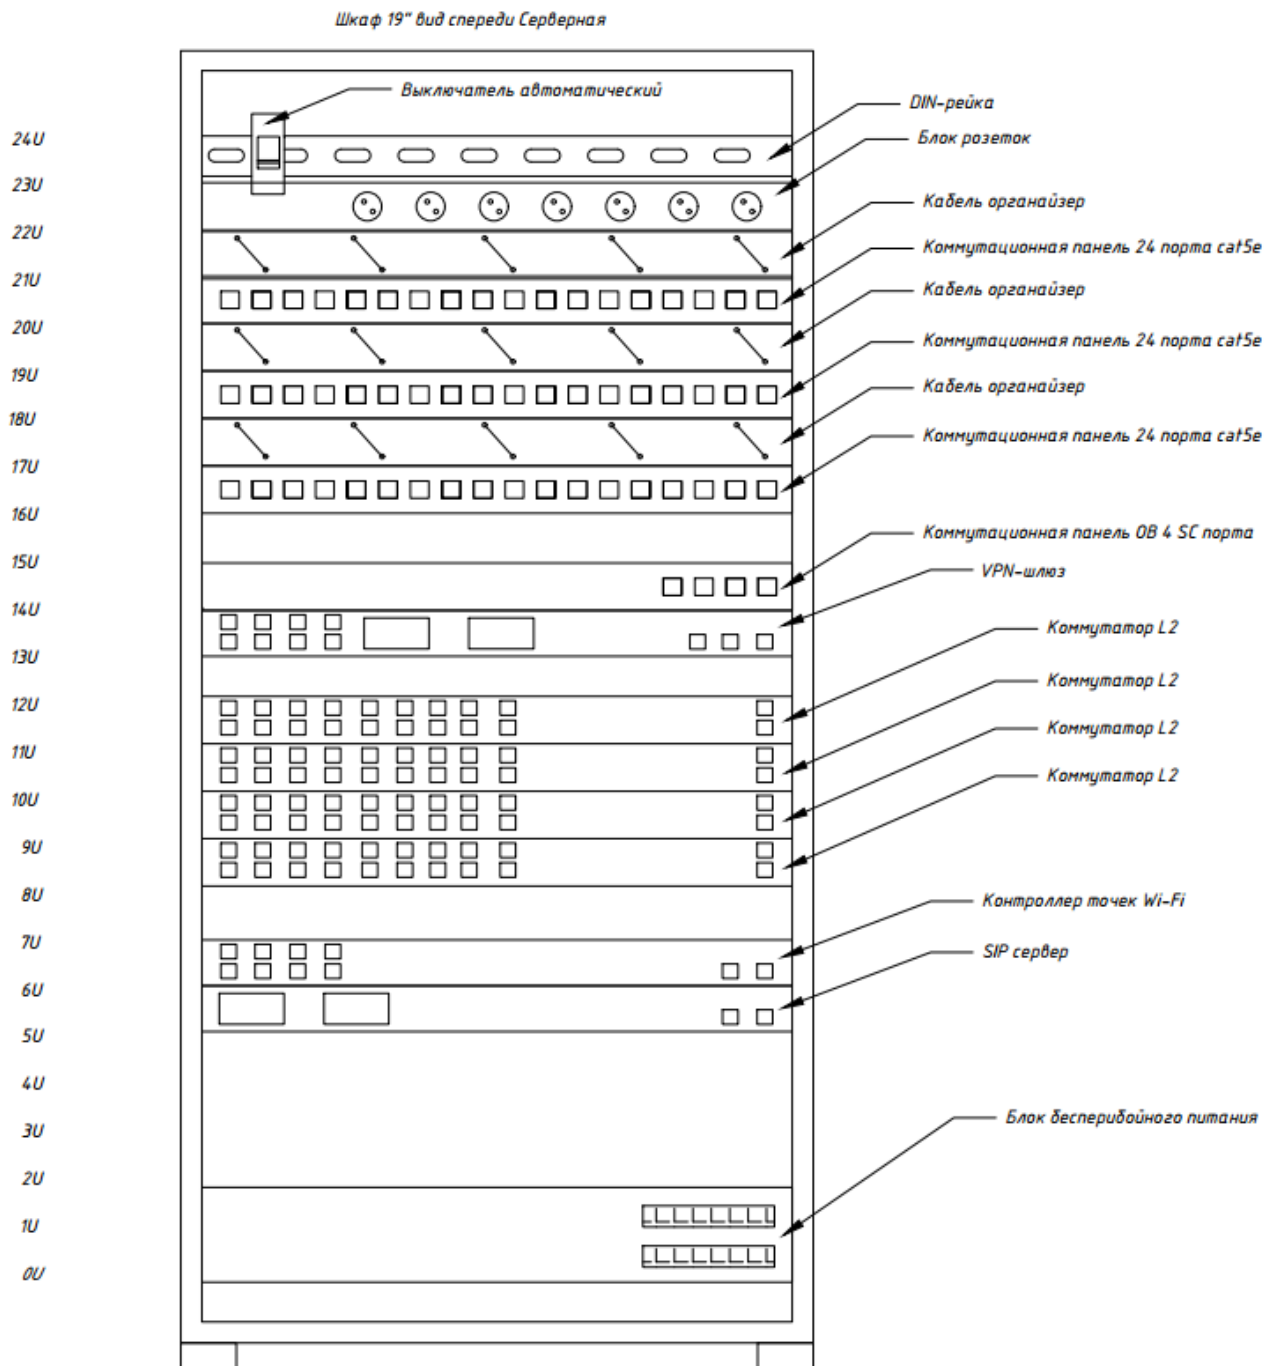 Шкаф 19" вид спереди Серверная
Выключатель автоматический
DIN-рейка
24U
Блок розеток
23U
Кабель органайзер
22U
Коммутационная панель 24 порта cat5e
21U
Кабель органайзер
20U
Коммутационная панель 24 порта cat5e
19U
Кабель органайзер
18U
Коммутационная панель 24 порта cat5e
17U
16U
Коммутационная панель ОВ 4 SC порта
15U
VPN-шлюз
14U
Коммутатор L2
13U
Коммутатор L2
12U
Коммутатор L2
11U
Коммутатор L2
10U
9U
8U
Контроллер точек Wi-Fi
7U
SIP сервер
6U
5U
4U
Блок бесперибойного питания
3U
2U
1U
0U